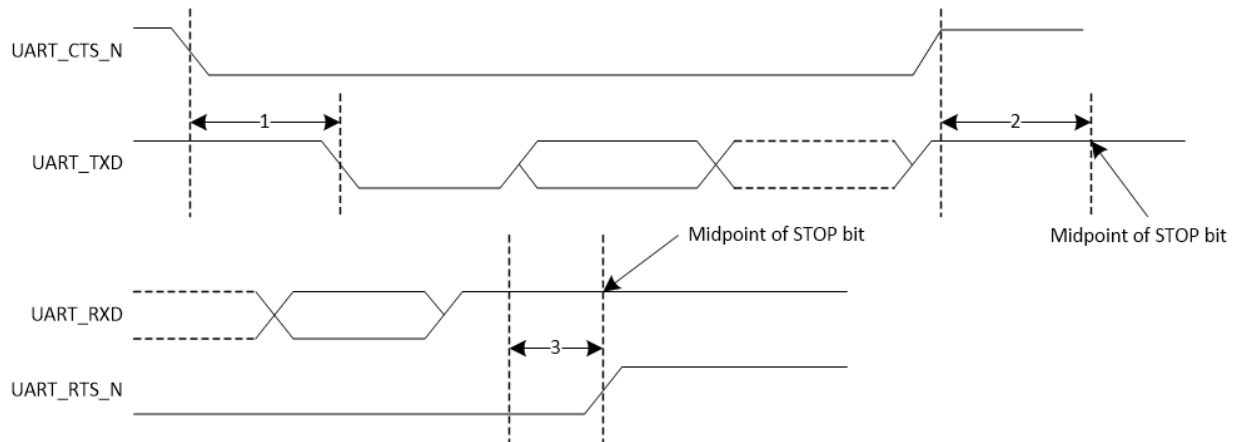 UART_CTS_N
1
2
UART_TXD
Midpoint of STOP bit
Midpoint of STOP bit
UART_RXD
3
UART_RTS_N